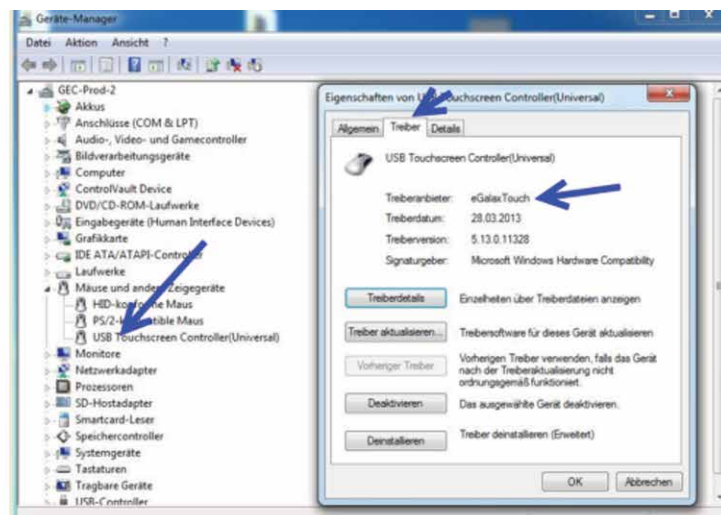 Geräte-Manager
Datei Aktion Ansicht ?
GEC-Prod-2
Akkus
Anschlüsse (COM & LPT)
Audio-, Video- und Gamecontroller
Bildverarbeitungsgeräte
Computer
ControlVault Device
DVD/CD-ROM-Laufwerke
Eingabegeräte (Human Interface Devices)
Grafikkarte
IDE ATA/ATAPI-Controller
Laufwerke
Mäuse und andere Zeigegeräte
HID-konforme Maus
PS/2-kompatible Maus
USB Touchscreen Controller(Universal)
Monitore
Netzwerkadapter
Prozessoren
SD-Hostadapter
Smartcard-Leser
Speichercontroller
Systemgeräte
Tastaturen
Tragbare Geräte
USB-Controller
Eigenschaften von USB Touchscreen Controller(Universal)
Allgemein Treiber Details
USB Touchscreen Controller(Universal)
Treiberanbieter: eGalaxTouch
Treiberdatum: 28.03.2013
Treiberversion: 5.13.0.11328
Signaturgeber: Microsoft Windows Hardware Compatibility
Treiberdetails Einzelheiten über Treiberdateien anzeigen
Treiber aktualisieren... Treibersoftware für dieses Gerät aktualisieren
Vorheriger Treiber Vorherigen Treiber verwenden, falls das Gerät
nach der Treiberaktualisierung nicht
ordnungsgemäß funktioniert.
Deaktivieren Das ausgewählte Gerät deaktivieren.
Deinstallieren Treiber deinstallieren (Erweitert)
OK Abbrechen